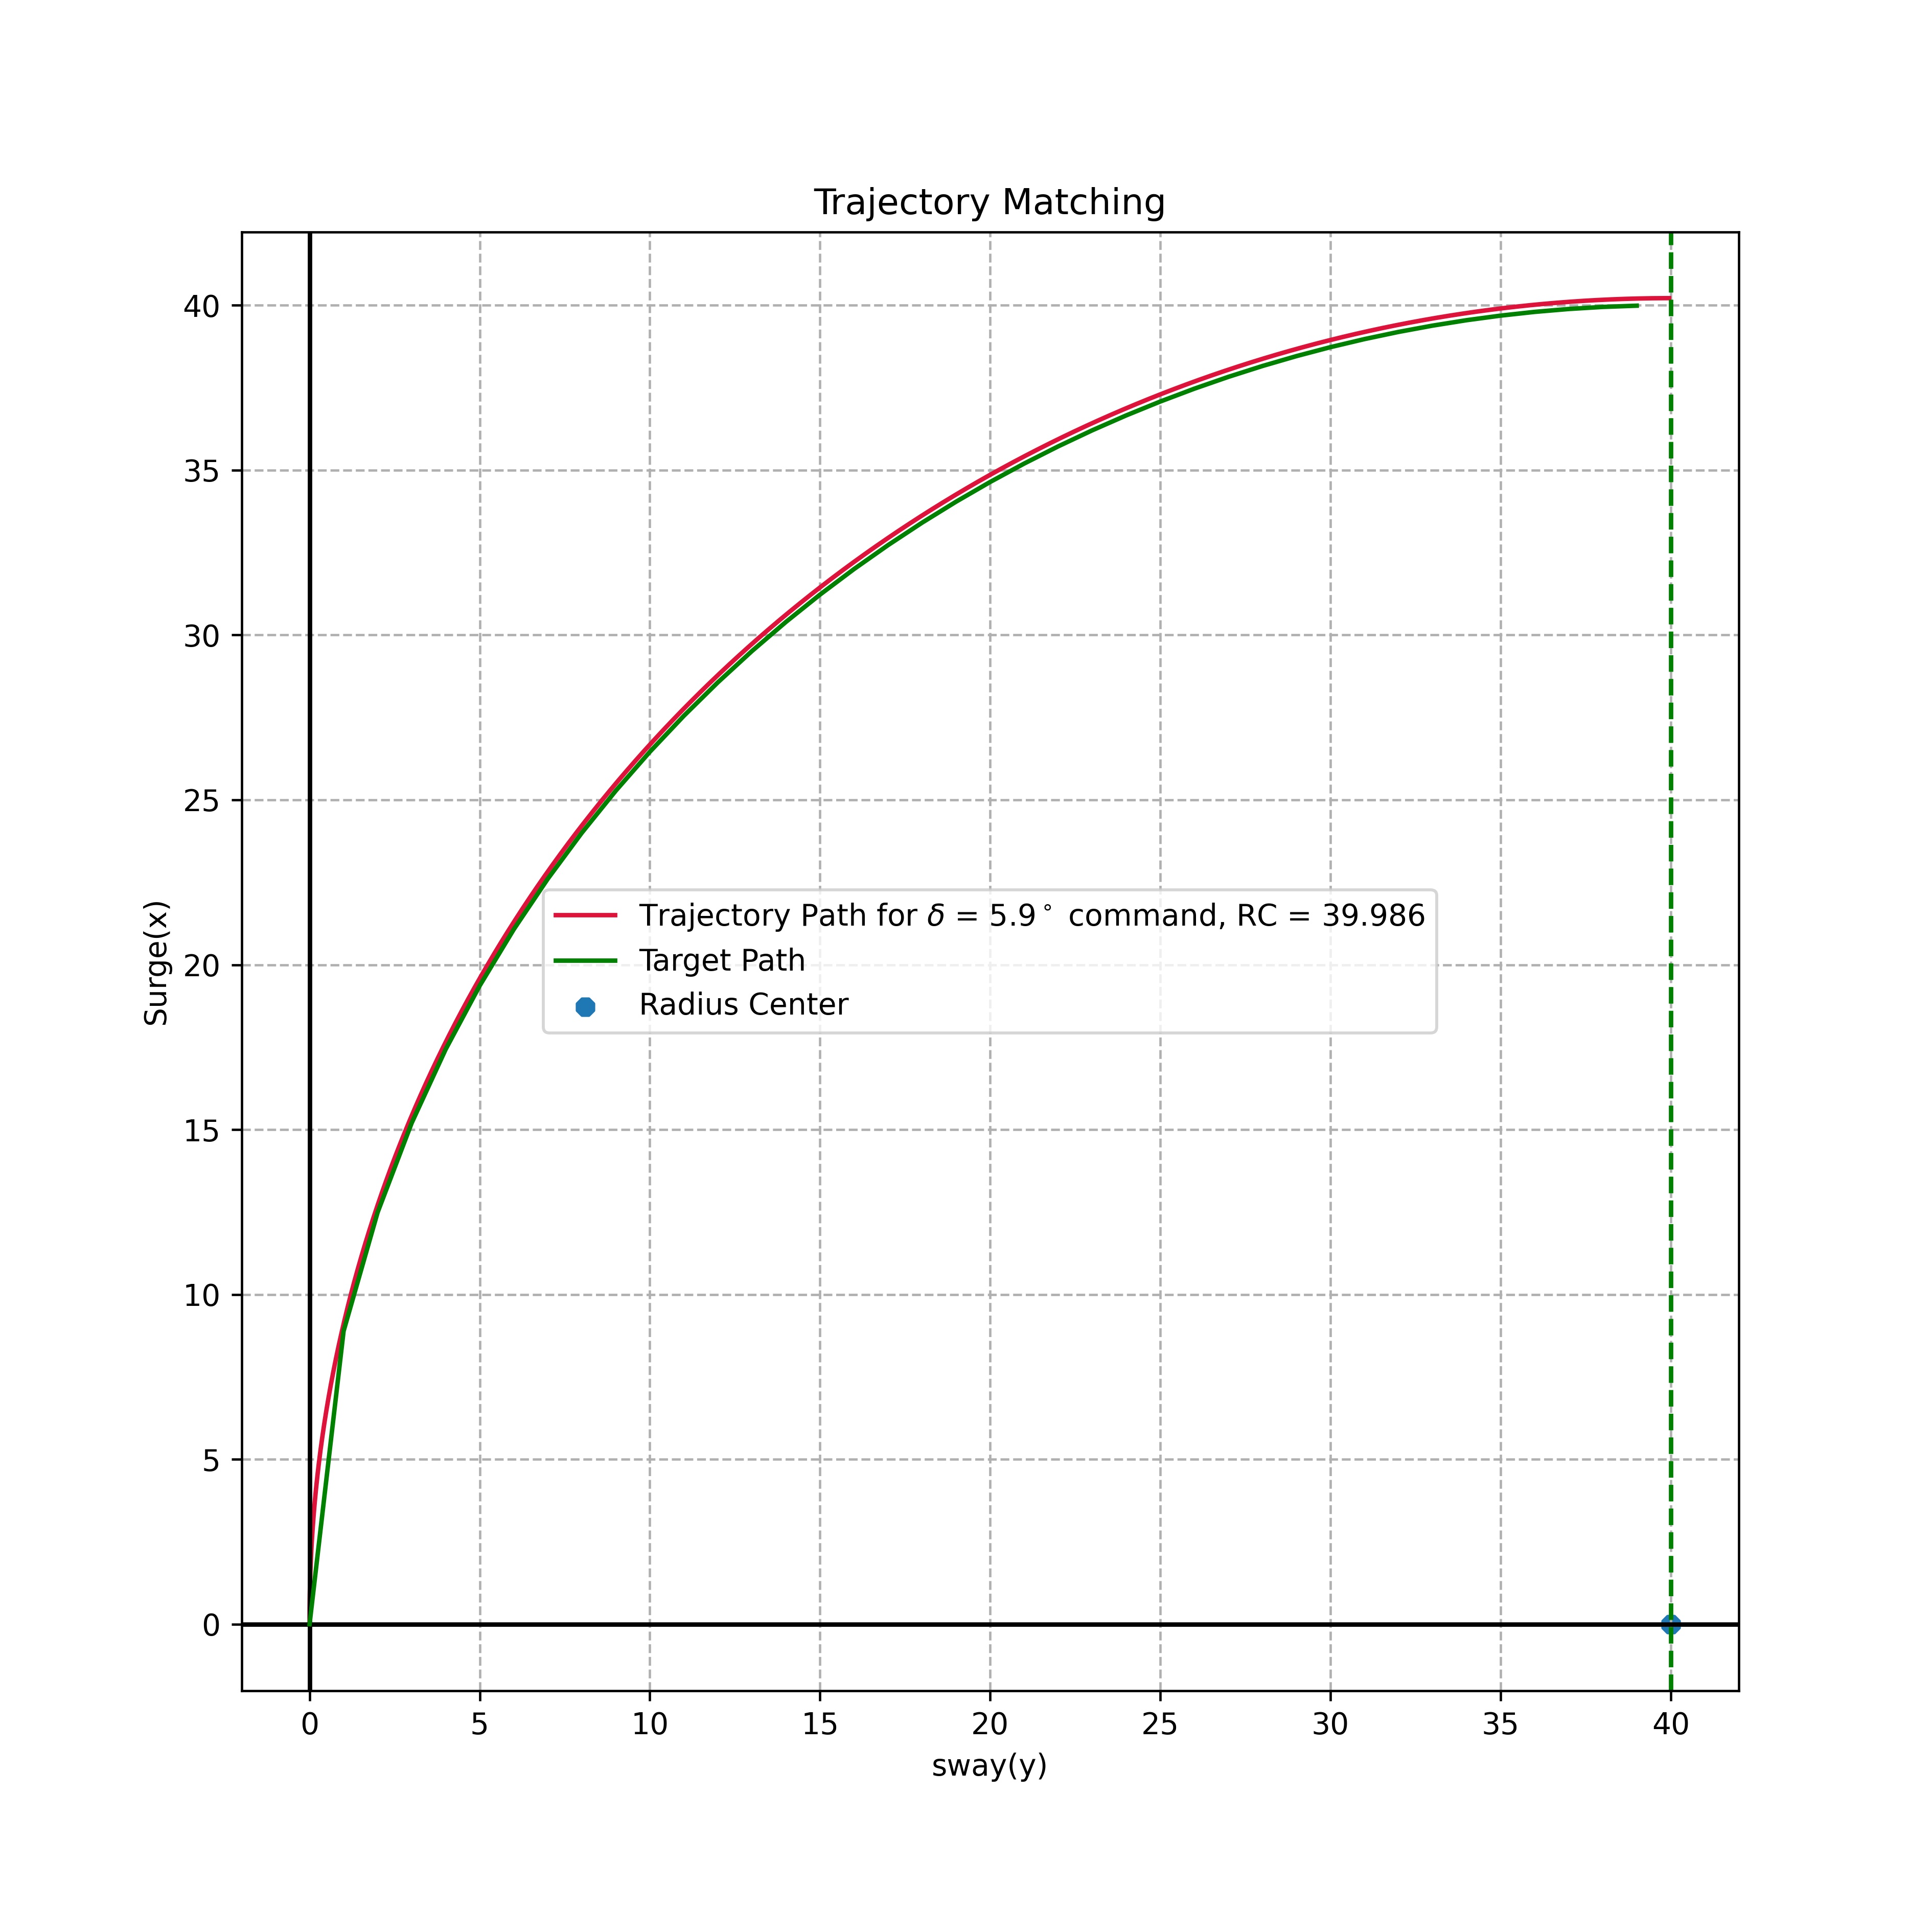 Trajectory Matching
Surge(x)
40
35
30
25
20
15
10
5
0
Trajectory Path for δ = 5.9° command, RC = 39.986
Target Path
Radius Center
0 5 10 15 20 25 30 35 40
sway(y)